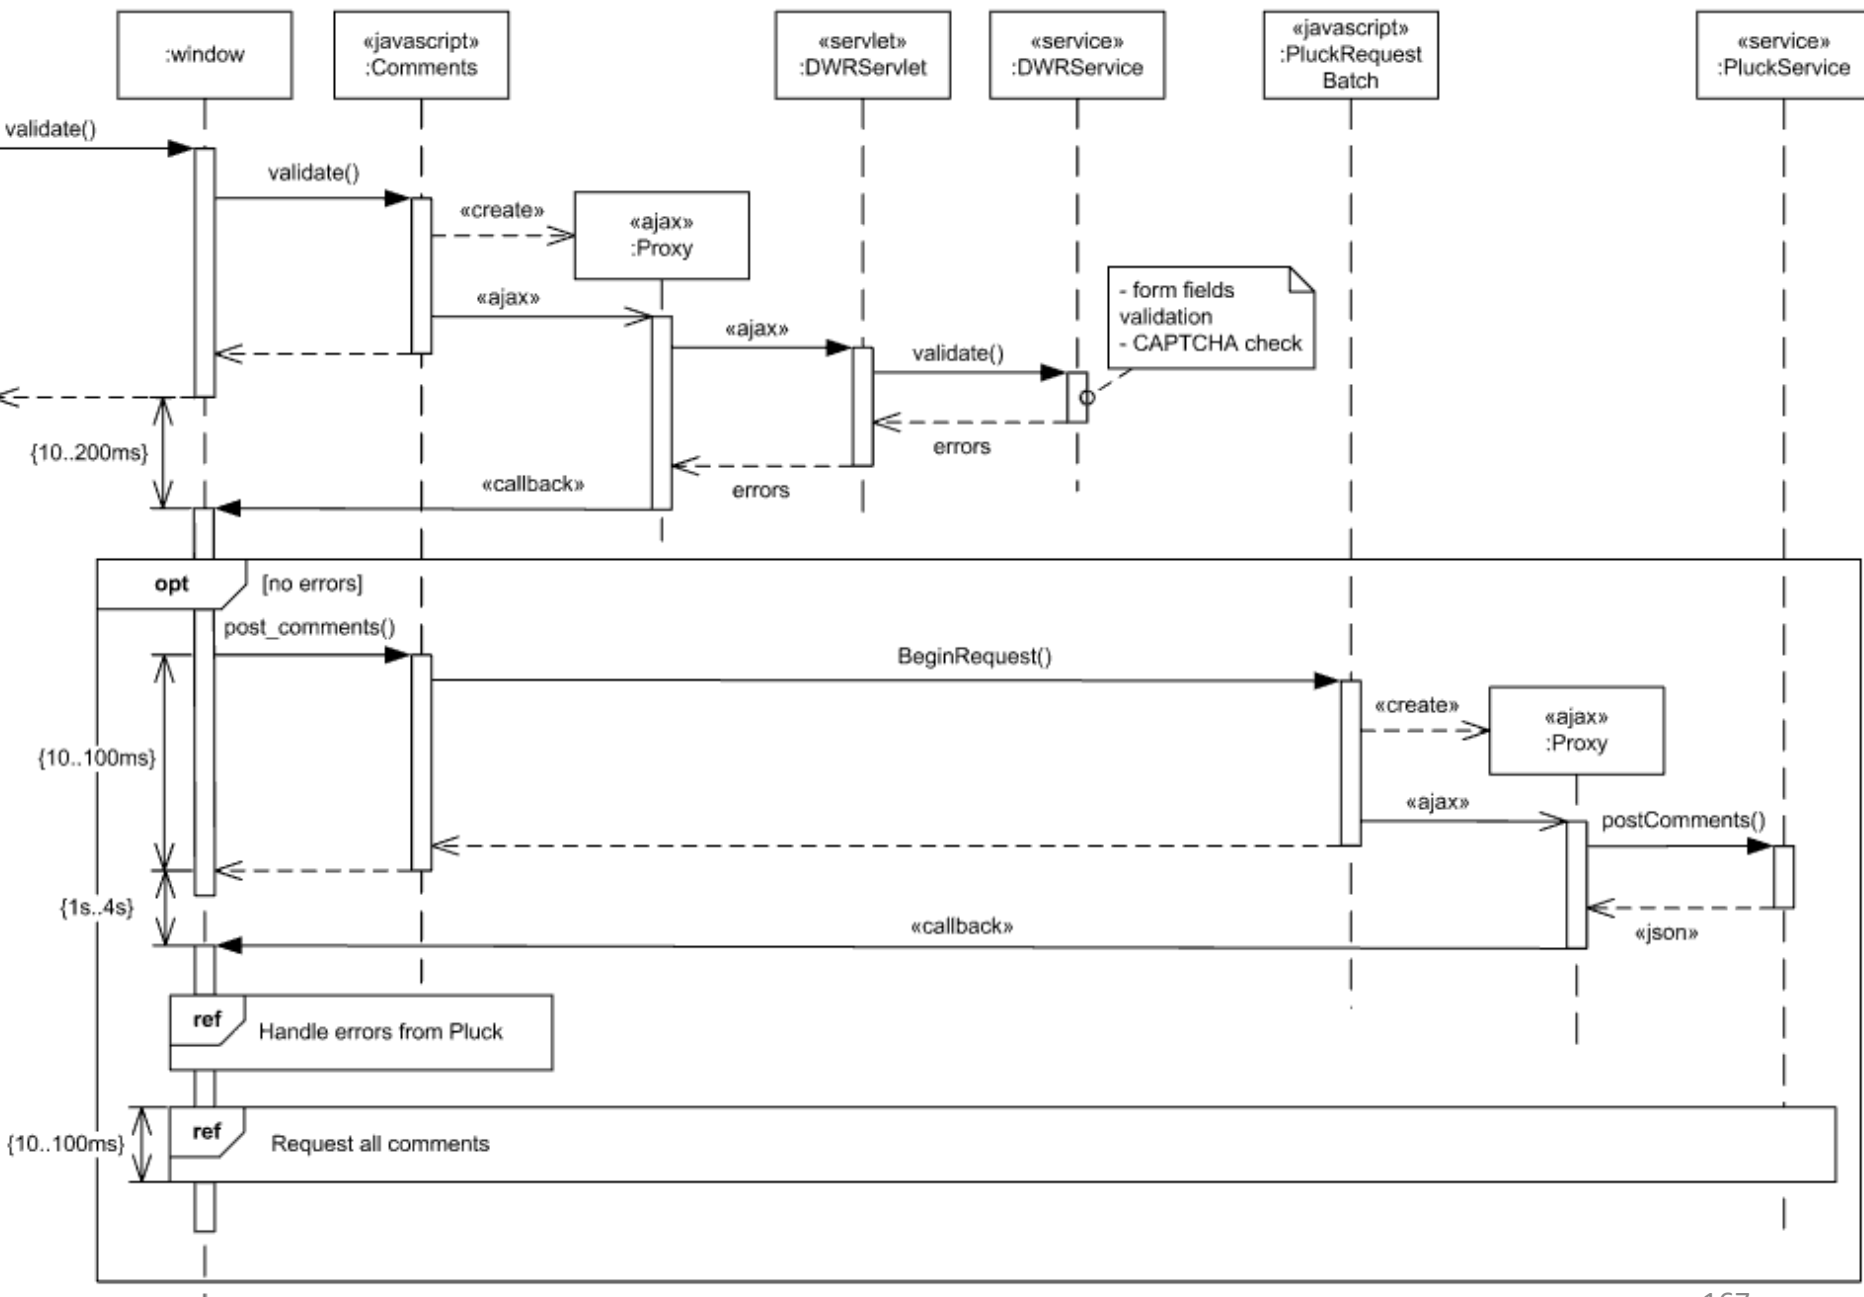 :window
«javascript»
:Comments
«servlet»
:DWRServlet
«service»
:DWRService
«javascript»
:PluckRequest
Batch
«service»
:PluckService
validate()
validate()
«create»
«ajax»
:Proxy
«ajax»
«ajax»
validate()
- form fields
validation
- CAPTCHA check
errors
errors
{10..200ms}
«callback»
opt
[no errors]
post_comments()
BeginRequest()
«create»
«ajax»
:Proxy
{10..100ms}
«ajax»
postComments()
{1s..4s}
«callback»
«json»
ref
Handle errors from Pluck
{10..100ms}
ref
Request all comments